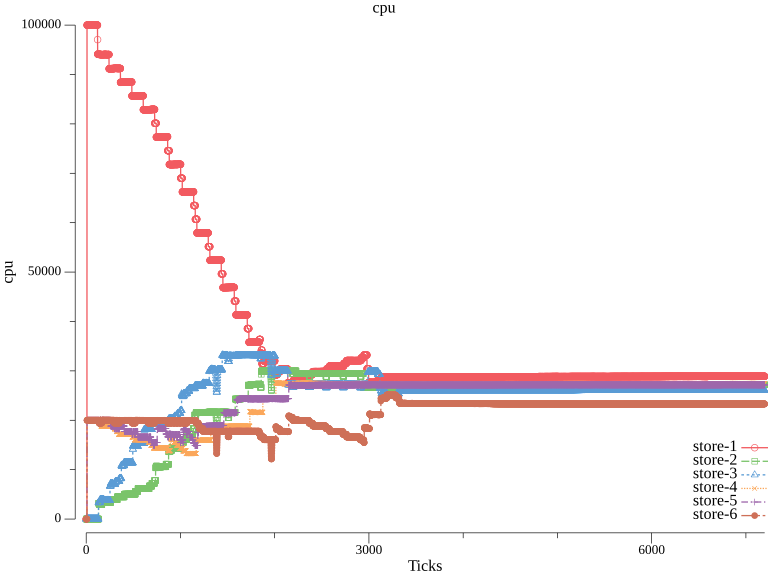 cpu
100000
50000
0
cpu
0
3000
6000
Ticks
store-1
store-2
store-3
store-4
store-5
store-6